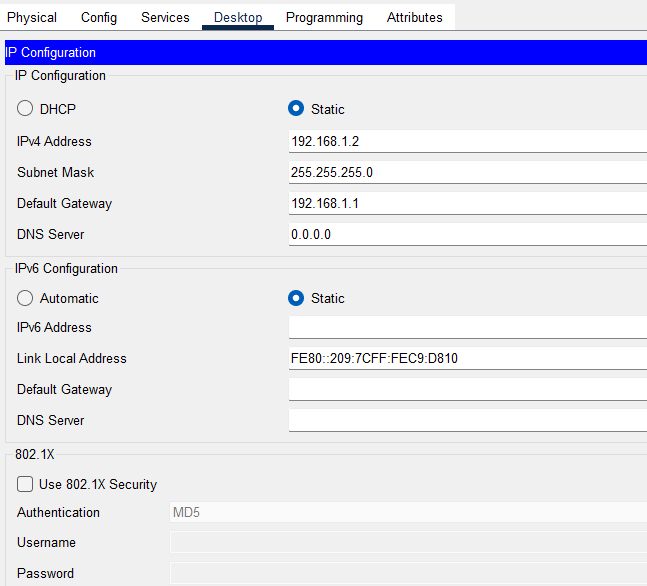 Physical Config Services Desktop Programming Attributes
IP Configuration
IP Configuration
DHCP Static
IPv4 Address 192.168.1.2
Subnet Mask 255.255.255.0
Default Gateway 192.168.1.1
DNS Server 0.0.0.0
IPv6 Configuration
Automatic Static
IPv6 Address
Link Local Address FE80::209:7CFF:FEC9:D810
Default Gateway
DNS Server
802.1X
Use 802.1X Security
Authentication MD5
Username
Password